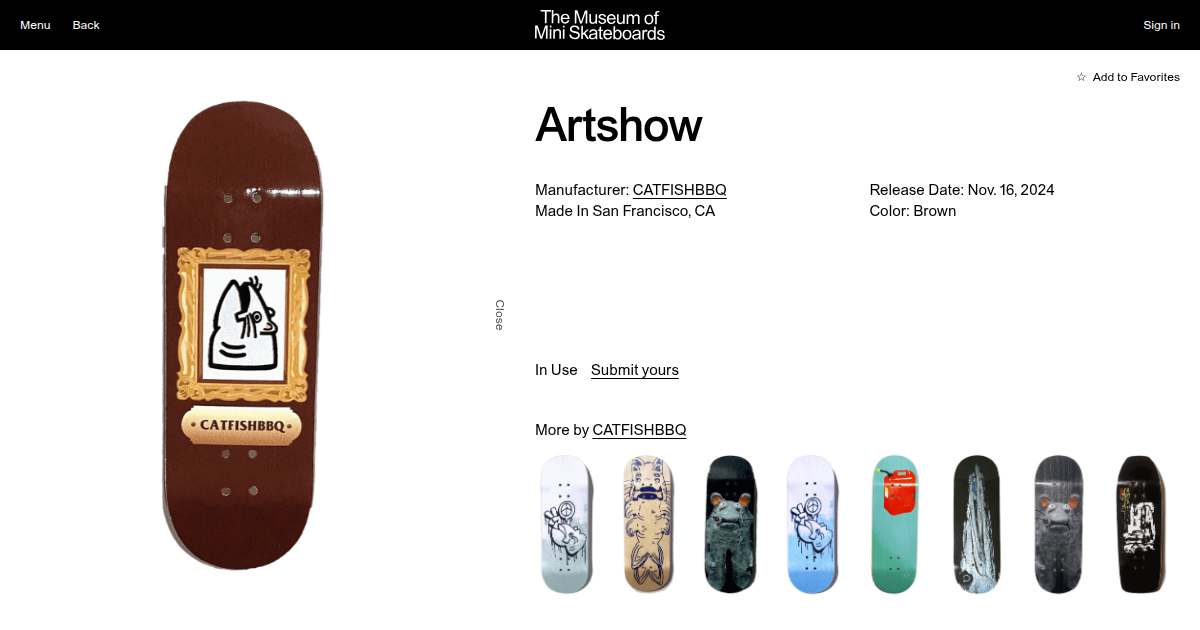 Menu
Back
The Museum of
Mini Skateboards
Sign in
☆ Add to Favorites
Artshow
Manufacturer: CATFISHBBQ
Made In San Francisco, CA
Release Date: Nov. 16, 2024
Color: Brown
CATFISHBBQ
Close
In Use
Submit yours
More by CATFISHBBQ